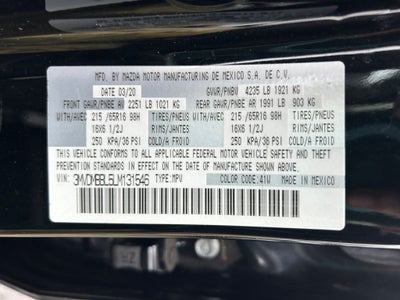 MFD. BY MAZDA MOTOR MANUFACTURING DE MEXICO S.A. DE C.V.
DATE 03/20 GVWR/PNBV 4235 LB 1921 KG
FRONT GAWR/PNBE AV 2251 LB 1021 KG REAR GAWR/PNBE AR 1991 LB 903 KG
WITH/AVEC 215/65R16 98H TIRES/PNEUS WITH/AVEC 215/65R16 98H TIRES/PNEUS
16X6 1/2J RIMS/JANTES 16X6 1/2J RIMS/JANTES
250 KPA/36 PSI COLD/A FROID 250 KPA/36 PSI COLD/A FROID
THIS VEHICLE CONFORMS TO ALL APPLICABLE FEDERAL MOTOR VEHICLE SAFETY, BUMPER, AND THEFT
PREVENTION STANDARDS IN EFFECT ON THE DATE OF MANUFACTURE SHOWN ABOVE.
3MVDMBBL5LM131546 TYPE:MPV COLOR CODE:41W MADE IN MEXICO